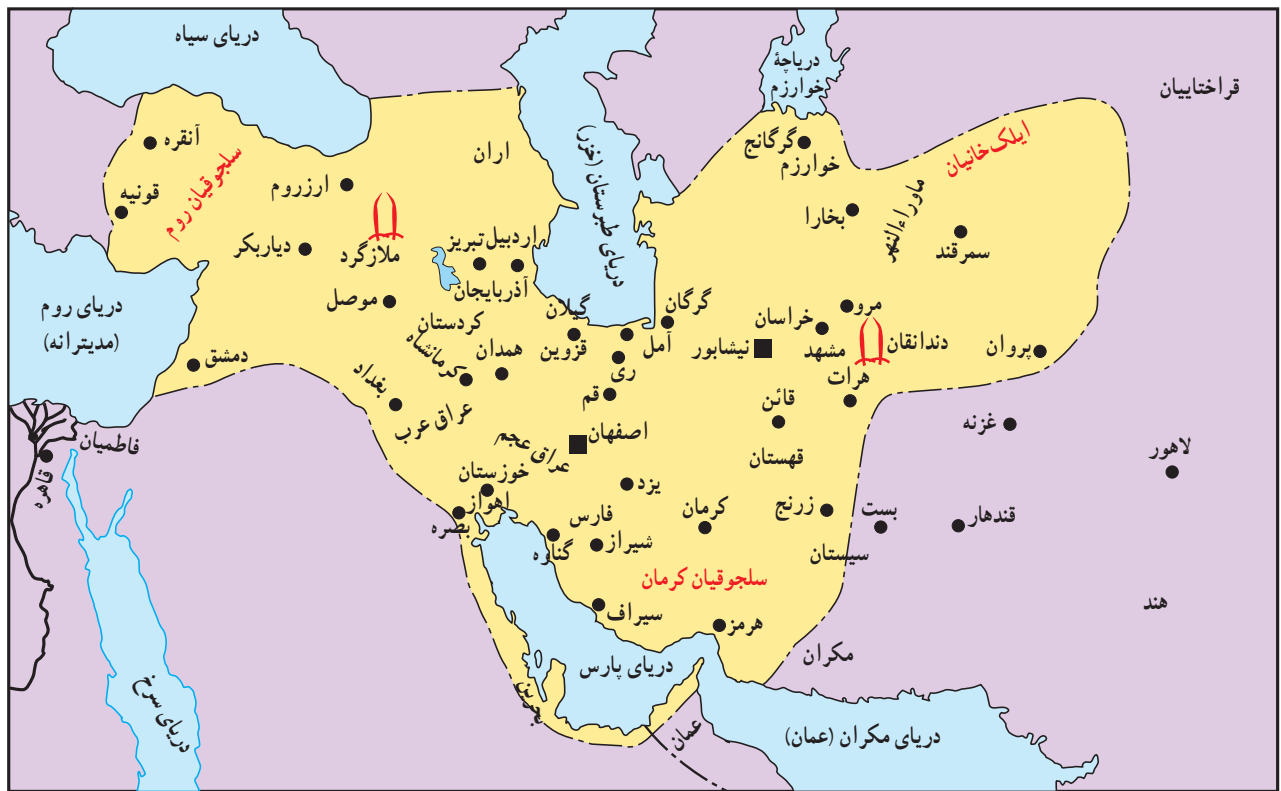 دریای سیاه
دریاچهٔ
خوارزم
قراختاییان
آنقره
سلجوقیان روم
قونیه
ارزروم
اران
دریای طبرستان (خزر)
گرگانج
خوارزم
ایلک‌خانیان
ماوراءالنهر
بخارا
سمرقند
دیاربکر
ملازگرد
تبریز
اردبیل
آذربایجان
موصل
دریای روم
(مدیترانه)
دمشق
کردستان
کرمانشاه
همدان
گیلان
قزوین
آمل
گرگان
ری
قم
نیشابور
خراسان
مشهد
مرو
دندانقان
هرات
پروان
بغداد
عراق عرب
عراق عجم
اصفهان
قائن
قهستان
غزنه
لاهور
فاطمیان
قاهره
خوزستان
اهواز
بصره
یزد
فارس
گناوه
شیراز
کرمان
زرنج
بست
سیستان
قندهار
سلجوقیان کرمان
سیراف
هرمز
هند
مکران
دریای پارس
بحرین
عمان
دریای مکران (عمان)
دریای سرخ